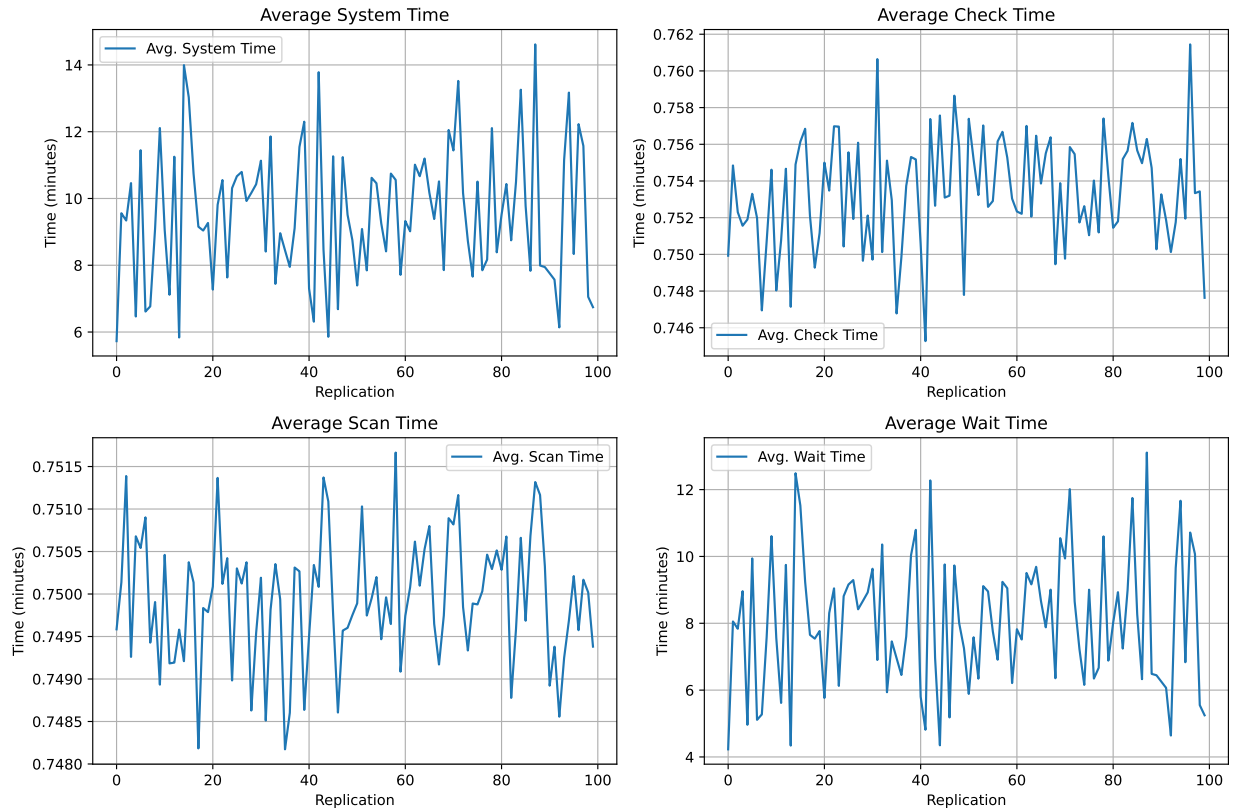 Average System Time
Avg. System Time
Time (minutes)
14
12
10
8
6
0 20 40 60 80 100
Replication
Average Check Time
Avg. Check Time
Time (minutes)
0.762
0.760
0.758
0.756
0.754
0.752
0.750
0.748
0.746
0 20 40 60 80 100
Replication
Average Scan Time
Avg. Scan Time
Time (minutes)
0.7515
0.7510
0.7505
0.7500
0.7495
0.7490
0.7485
0.7480
0 20 40 60 80 100
Replication
Average Wait Time
Avg. Wait Time
Time (minutes)
12
10
8
6
4
0 20 40 60 80 100
Replication